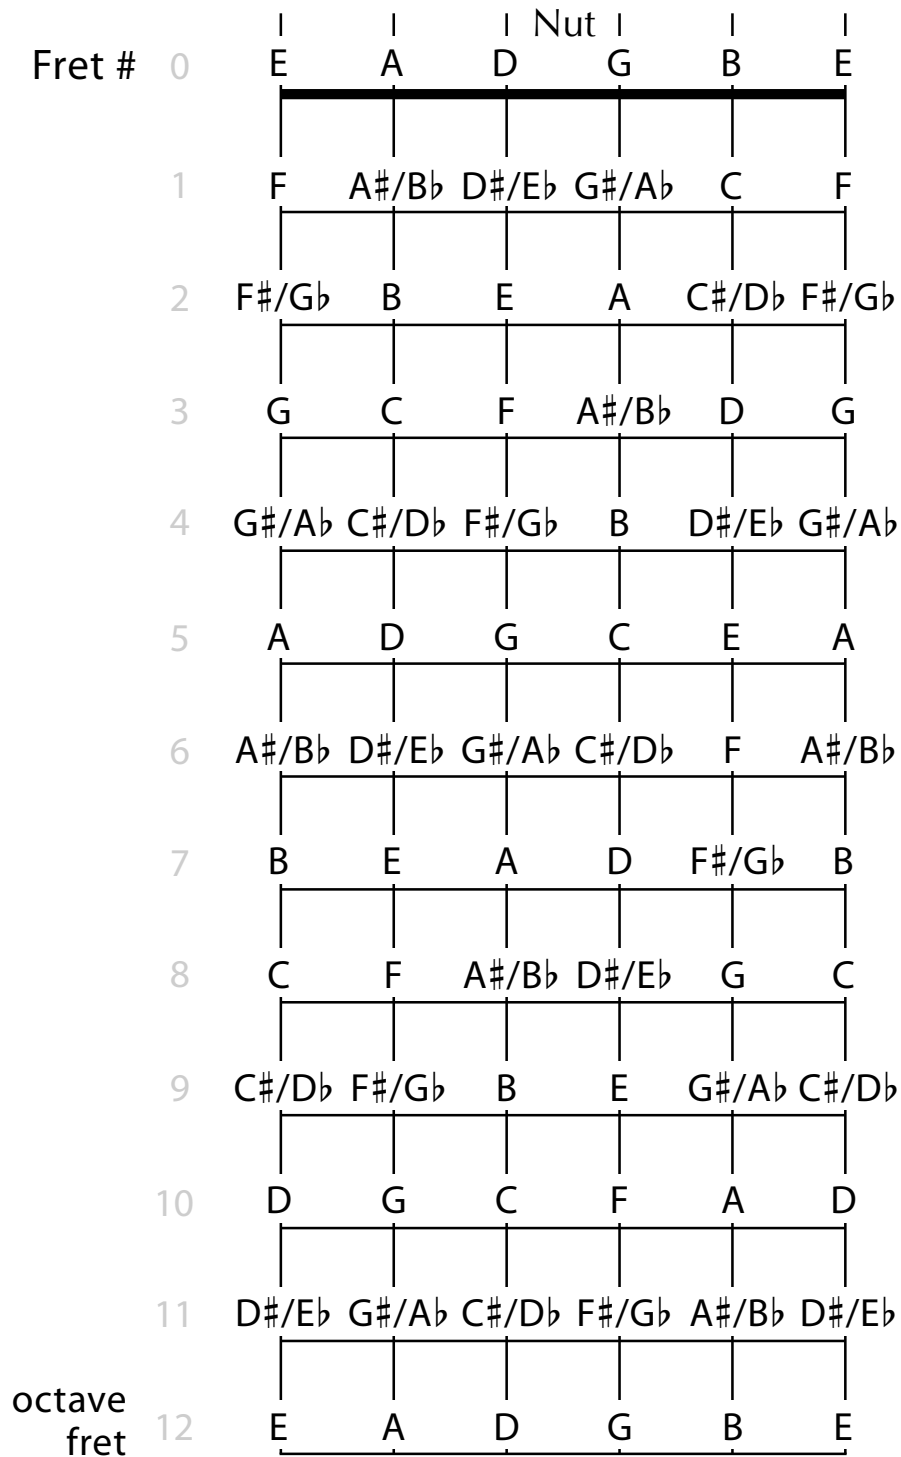 Nut
Fret # 0 E A D G B E
1 F A♯/B♭ D♯/E♭ G♯/A♭ C F
2 F♯/G♭ B E A C♯/D♭ F♯/G♭
3 G C F A♯/B♭ D G
4 G♯/A♭ C♯/D♭ F♯/G♭ B D♯/E♭ G♯/A♭
5 A D G C E A
6 A♯/B♭ D♯/E♭ G♯/A♭ C♯/D♭ F A♯/B♭
7 B E A D F♯/G♭ B
8 C F A♯/B♭ D♯/E♭ G C
9 C♯/D♭ F♯/G♭ B E G♯/A♭ C♯/D♭
10 D G C F A D
11 D♯/E♭ G♯/A♭ C♯/D♭ F♯/G♭ A♯/B♭ D♯/E♭
octave
fret 12 E A D G B E